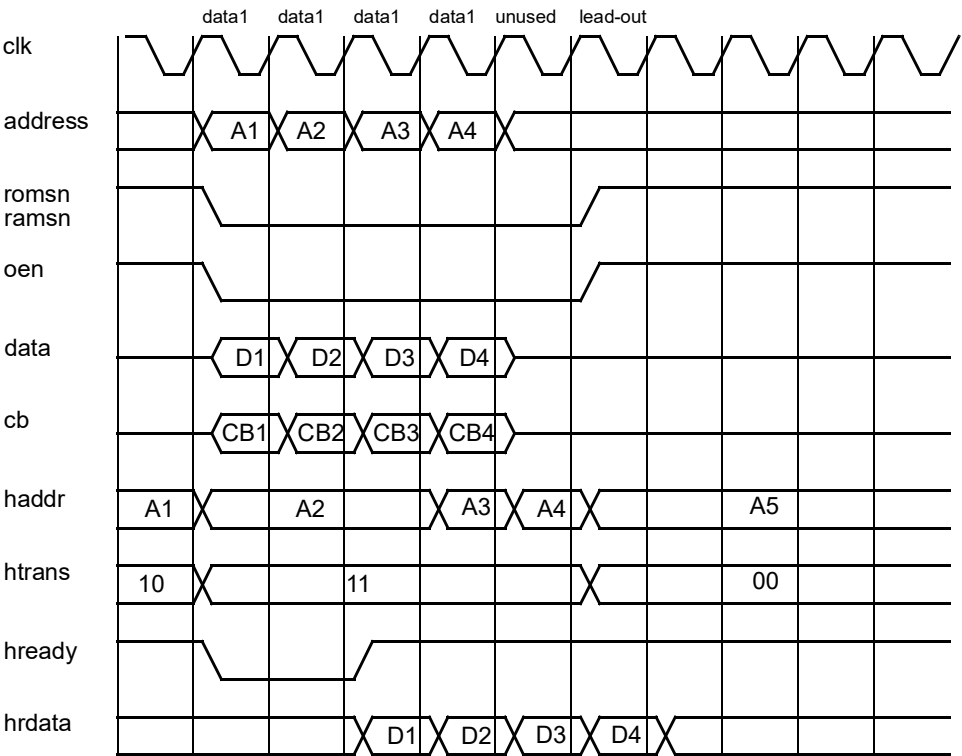 data1 data1 data1 data1 unused lead-out
clk
address A1 A2 A3 A4
romsn
ramsn
oen
data D1 D2 D3 D4
cb CB1 CB2 CB3 CB4
haddr A1 A2 A3 A4 A5
htrans 10 11 00
hready
hrdata D1 D2 D3 D4